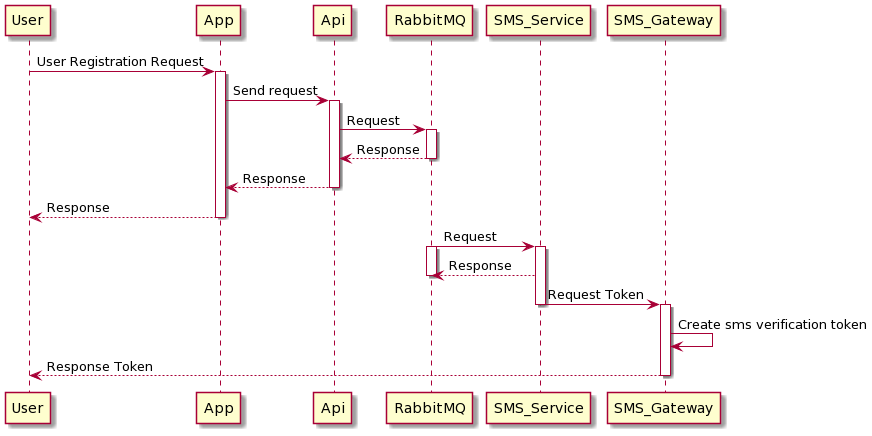 User App Api RabbitMQ SMS_Service SMS_Gateway
User Registration Request
Send request
Request
Response
Response
Response
Request
Response
Request Token
Create sms verification token
Response Token
User App Api RabbitMQ SMS_Service SMS_Gateway